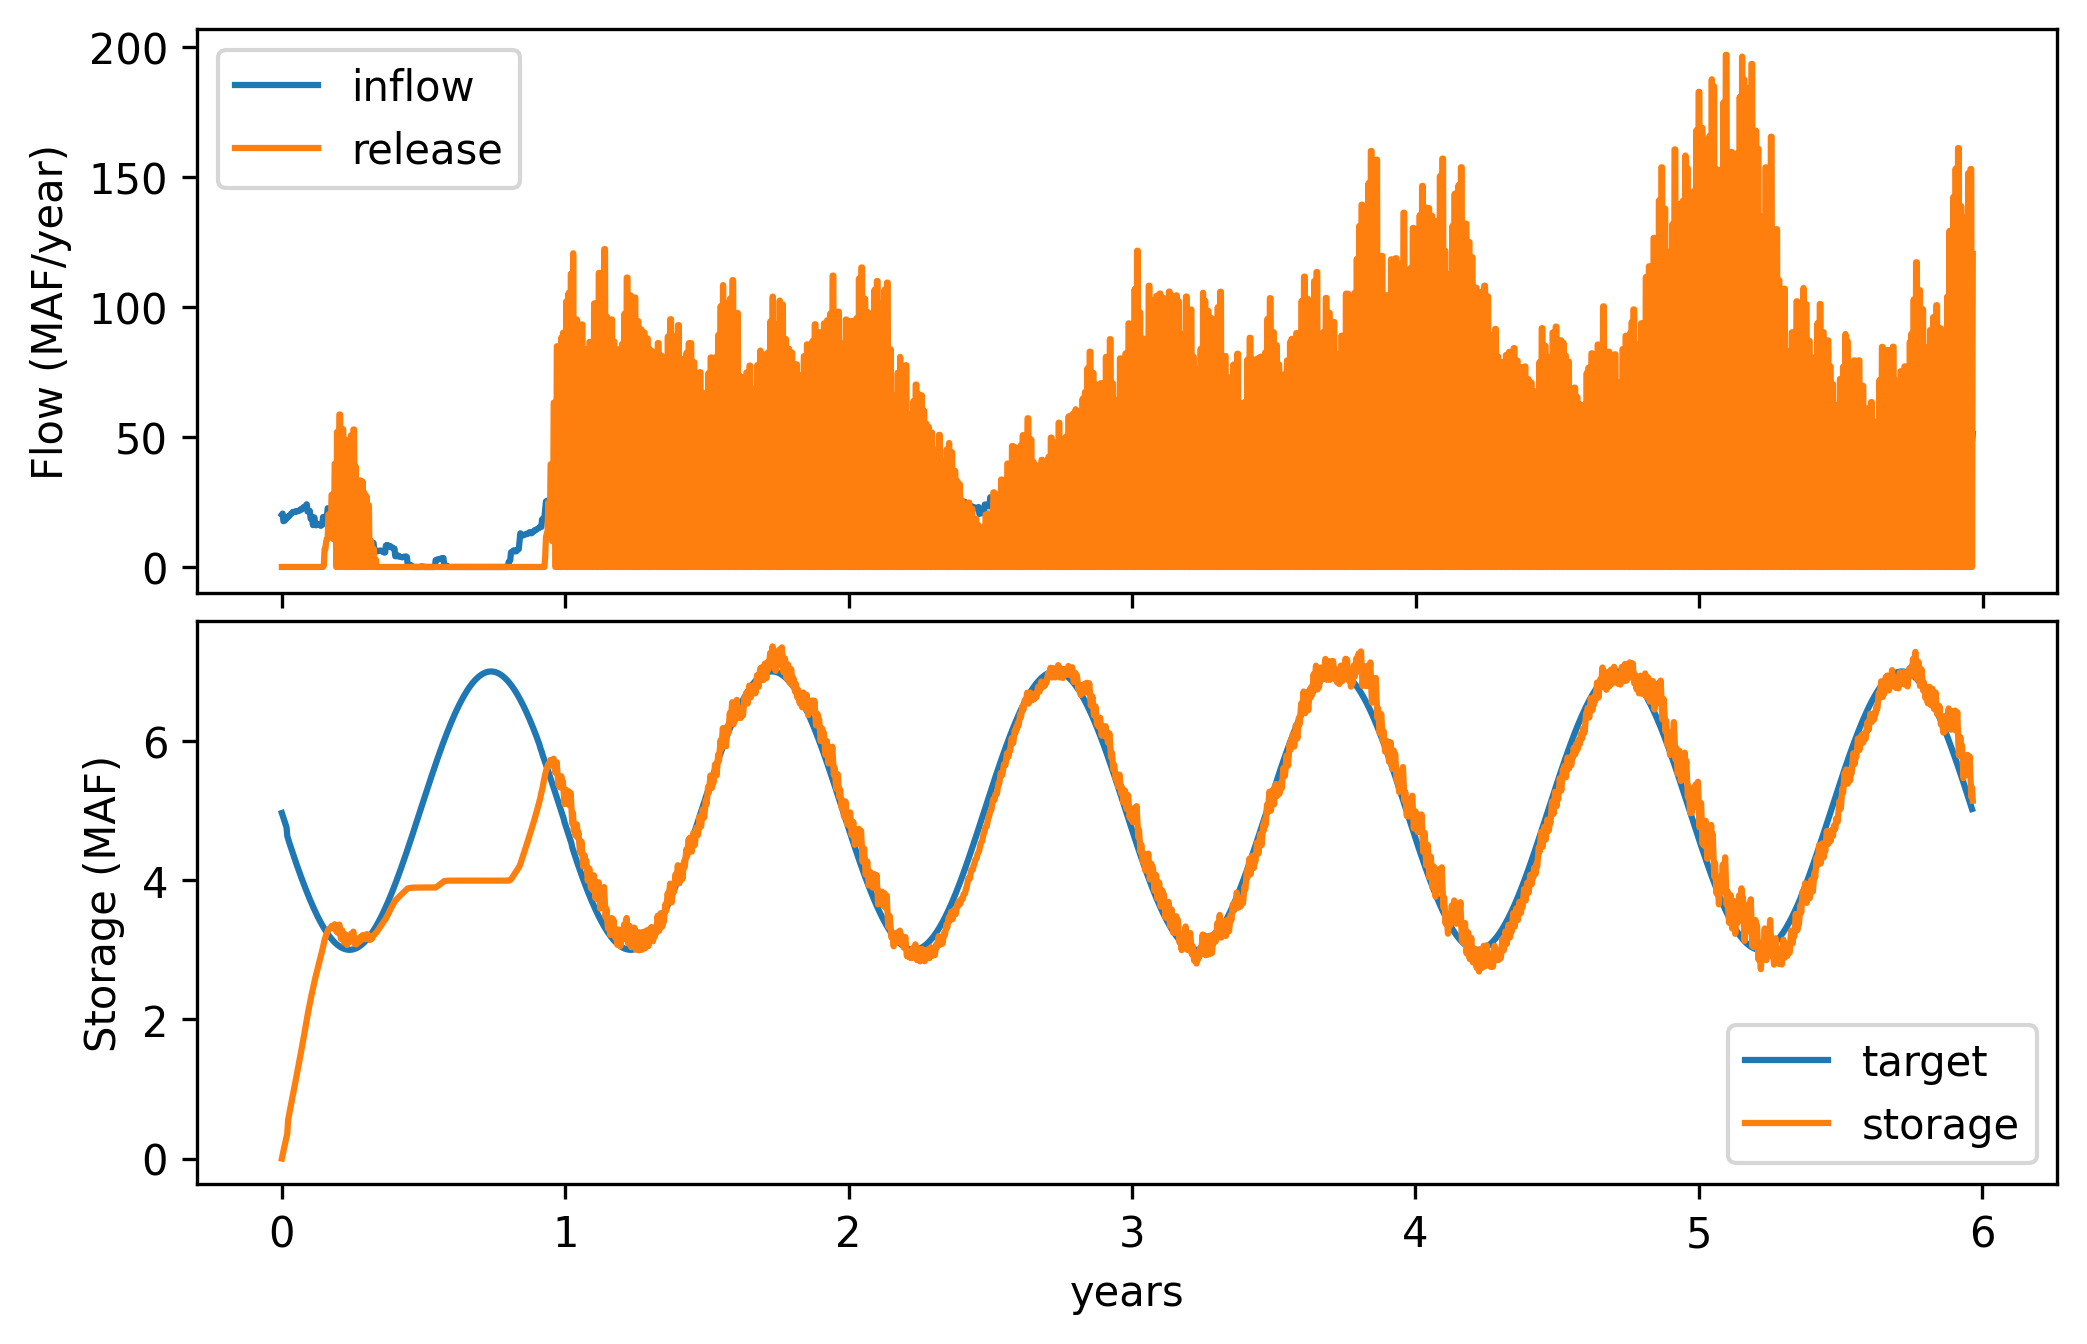 200
150
100
50
0
Flow (MAF/year)
inflow
release
6
4
2
0
Storage (MAF)
target
storage
0 1 2 3 4 5 6
years